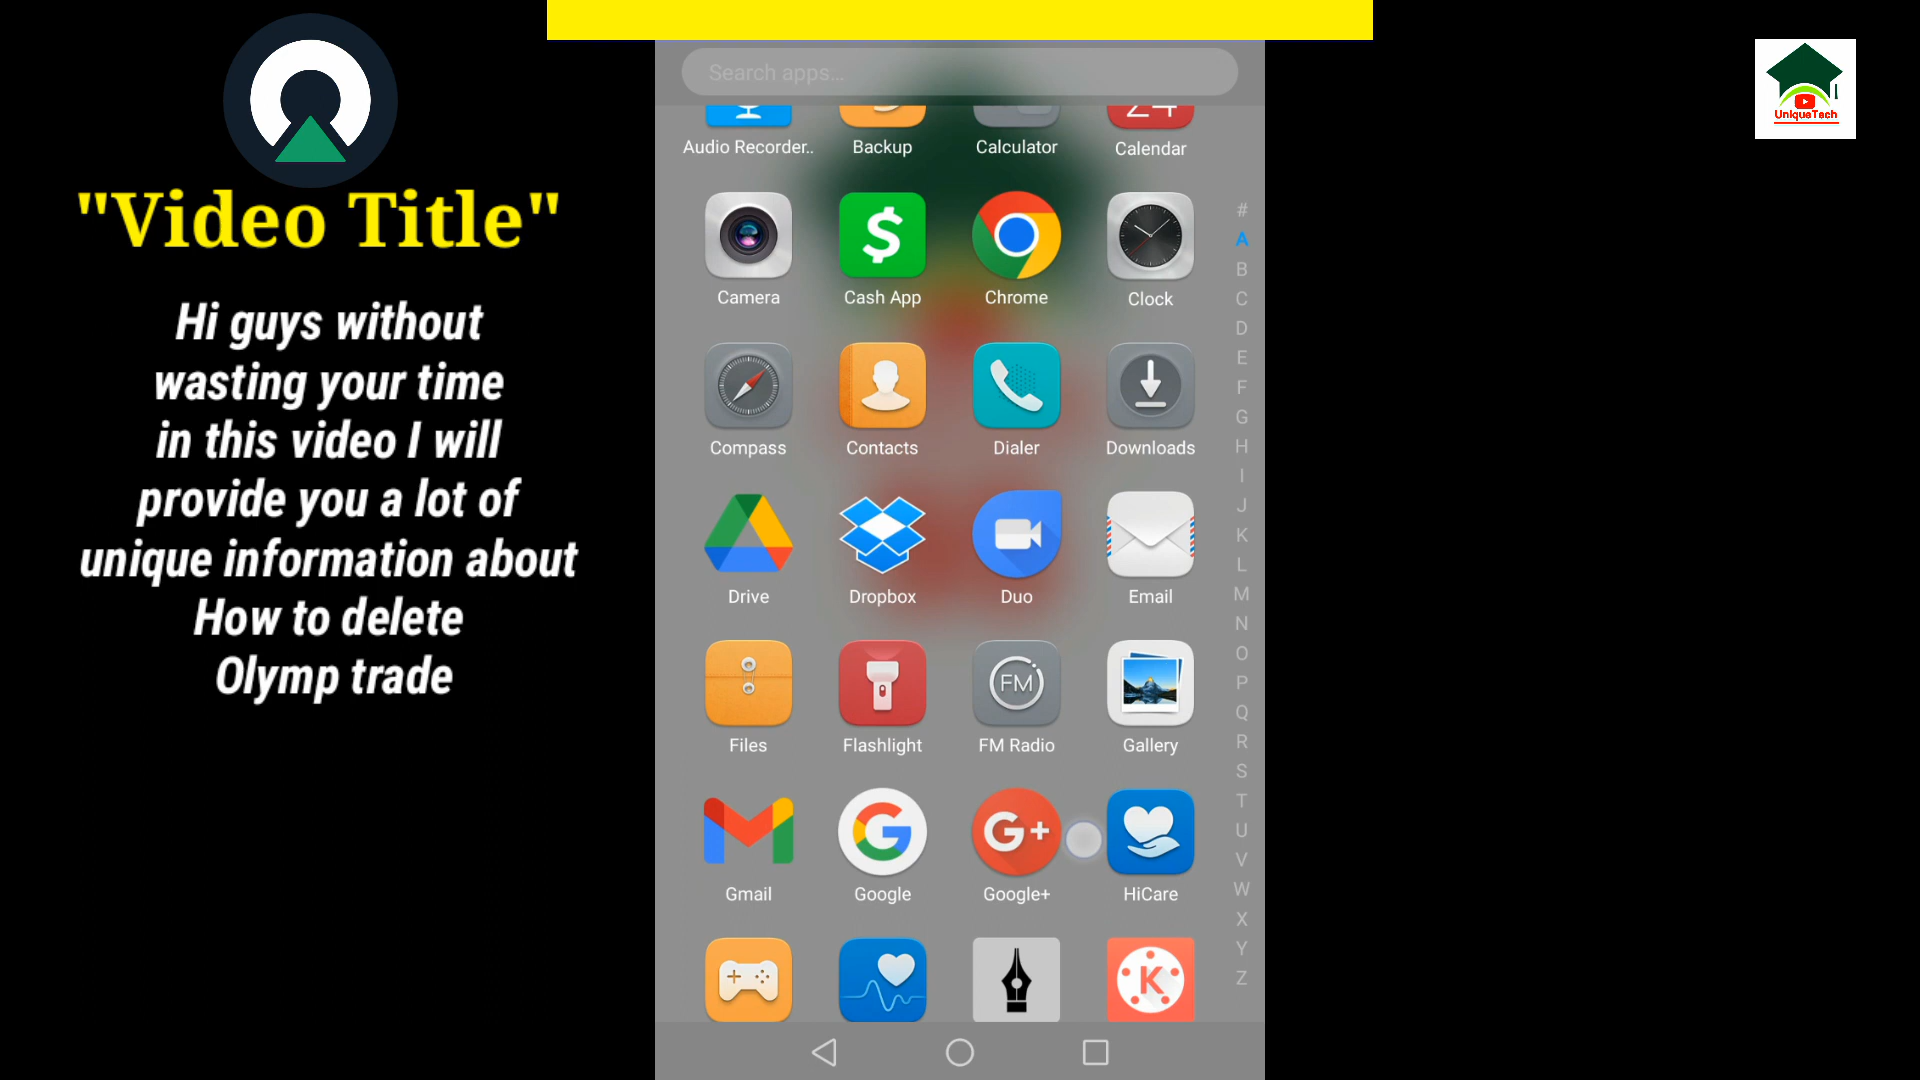 "Video Title"
Hi guys without
wasting your time
in this video I will
provide you a lot of
unique information about
How to delete
Olymp trade
Search apps...
24
Audio Recorder..
Backup
Calculator
Calendar
Camera
Cash App
Chrome
Clock
Compass
Contacts
Dialer
Downloads
Drive
Dropbox
Duo
Email
FM
Files
Flashlight
FM Radio
Gallery
G
G+
Gmail
Google
Google+
HiCare
K
#
A
B
C
D
E
F
G
H
I
J
K
L
M
N
O
P
Q
R
S
T
U
V
W
X
Y
Z
UniqueTech